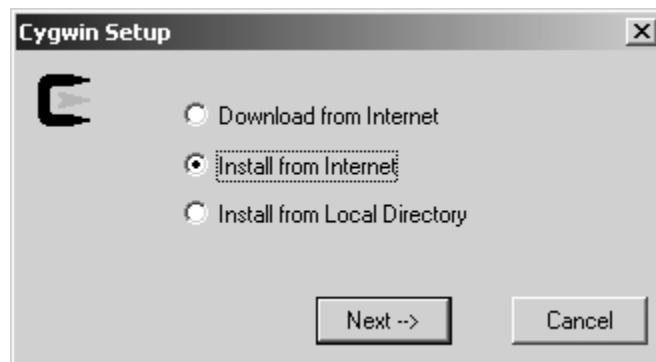 Cygwin Setup
Download from Internet
Install from Internet
Install from Local Directory
Next -->
Cancel